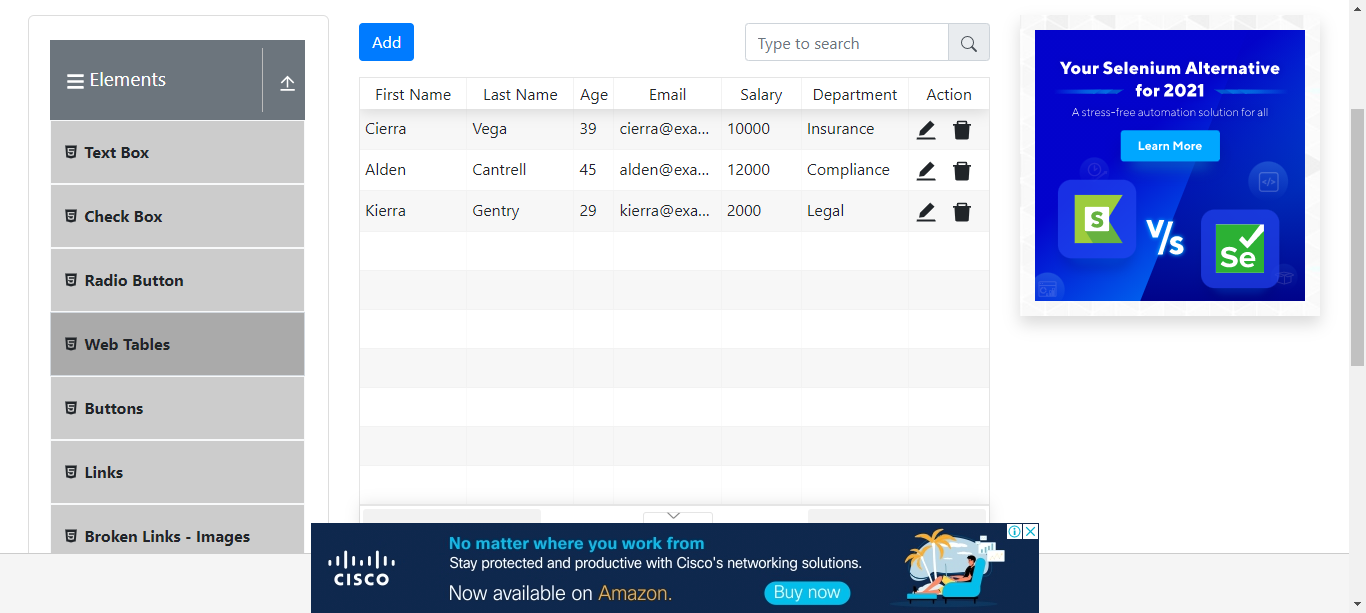 Elements
Text Box
Check Box
Radio Button
Web Tables
Buttons
Links
Broken Links - Images
Add
Type to search
First Name Last Name Age Email Salary Department Action
Cierra Vega 39 cierra@exa... 10000 Insurance
Alden Cantrell 45 alden@exa... 12000 Compliance
Kierra Gentry 29 kierra@exa... 2000 Legal
Your Selenium Alternative
for 2021
A stress-free automation solution for all
Learn More
S
V/s
Se
CISCO
No matter where you work from
Stay protected and productive with Cisco's networking solutions.
Now available on Amazon.
Buy now